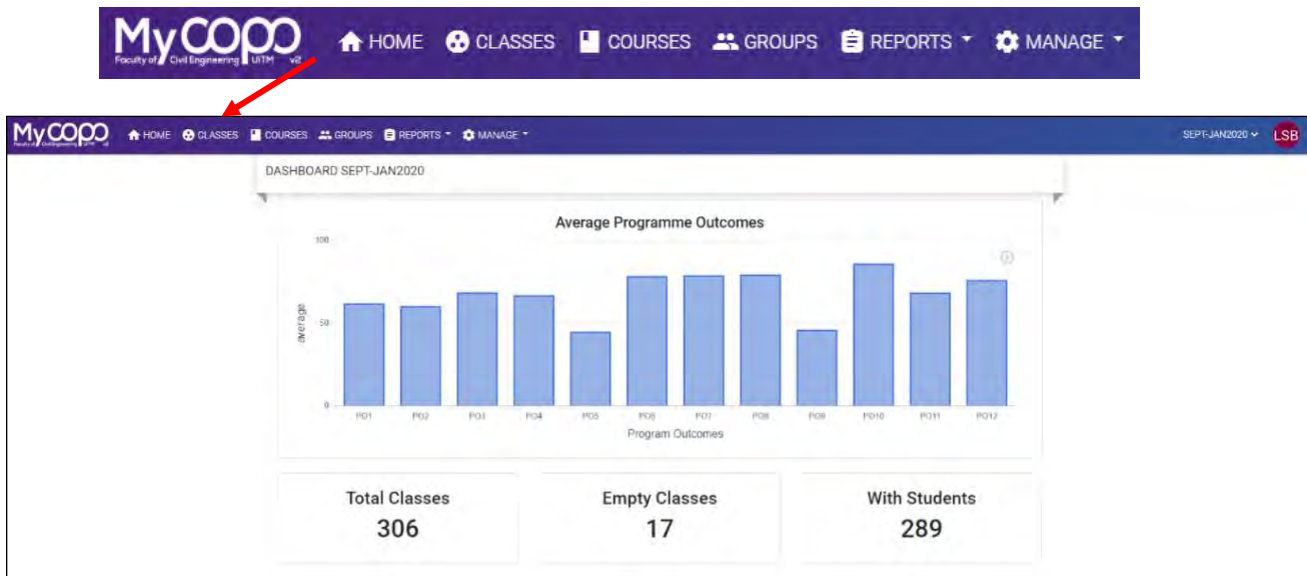 MyCOPO
HOME CLASSES COURSES GROUPS REPORTS MANAGE
Faculty of Civil Engineering UiTM v2
MyCOPO HOME CLASSES COURSES GROUPS REPORTS MANAGE SEPT-JAN2020 LSB
DASHBOARD SEPT-JAN2020
Average Programme Outcomes
100
average
50
0
PO1 PO2 PO3 PO4 PO5 PO6 PO7 PO8 PO9 PO10 PO11 PO12
Program Outcomes
Total Classes Empty Classes With Students
306 17 289